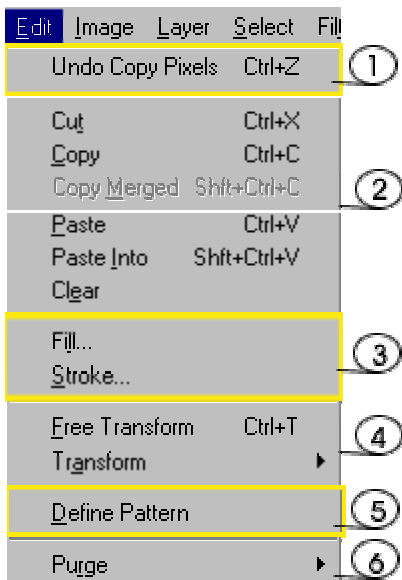 Edit Image Layer Select Fil
Undo Copy Pixels Ctrl+Z 1
Cut Ctrl+X
Copy Ctrl+C
Copy Merged Shft+Ctrl+C 2
Paste Ctrl+V
Paste Into Shft+Ctrl+V
Clear
Fill...
Stroke... 3
Free Transform Ctrl+T 4
Transform
Define Pattern 5
Purge 6